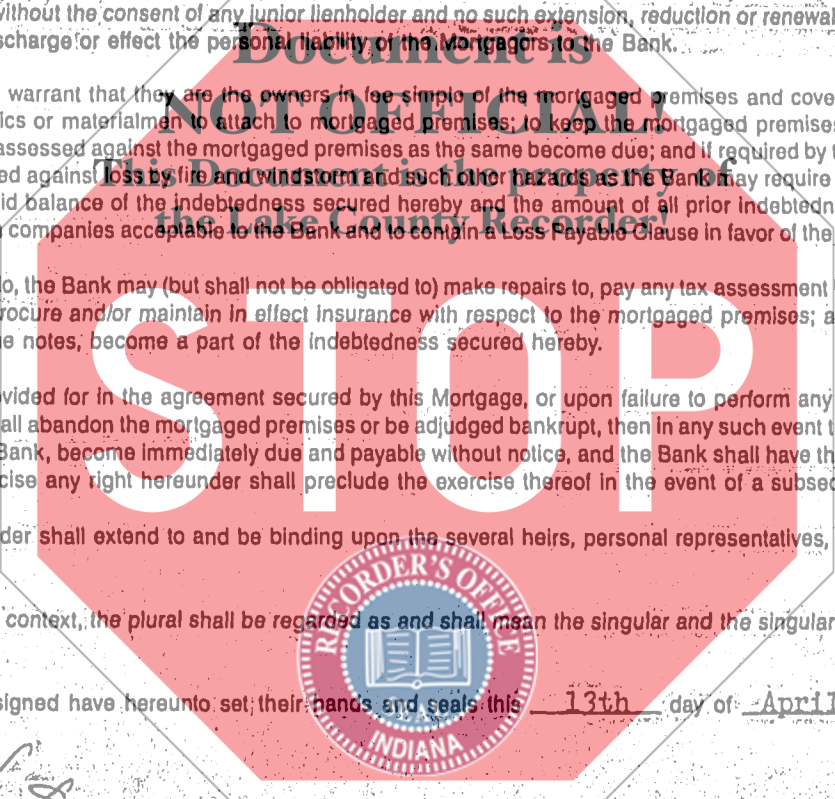 without the consent of any junior lienholder and no such extension, reduction or renewal
scharge or effect the personal liability of the Mortgagors to the Bank.
Document is
warrant that they are the owners in fee simple of the mortgaged premises and cove
NOT OFFICIAL!
ics or materialmen to attach to mortgaged premises; to keep the mortgaged premises
assessed against the mortgaged premises as the same become due; and if required by
This Document is the property of
ed against loss by fire and windstorm and such other hazards as the Bank may require
id balance of the indebtedness secured hereby and the amount of all prior indebtedn
the Lake County Recorder!
companies acceptable to the Bank and to contain a Loss Payable Clause in favor of the
o, the Bank may (but shall not be obligated to) make repairs to, pay any tax assessment
rocure and/or maintain in effect insurance with respect to the mortgaged premises; a
e notes, become a part of the indebtedness secured hereby.
STOP
vided for in the agreement secured by this Mortgage, or upon failure to perform any
all abandon the mortgaged premises or be adjudged bankrupt, then in any such event t
Bank, become immediately due and payable without notice, and the Bank shall have th
cise any right hereunder shall preclude the exercise thereof in the event of a subsec
der shall extend to and be binding upon the several heirs, personal representatives,
RECORDER'S OFFICE
context, the plural shall be regarded as and shall mean the singular and the singular
signed have hereunto set their hands and seals this 13th day of April
INDIANA